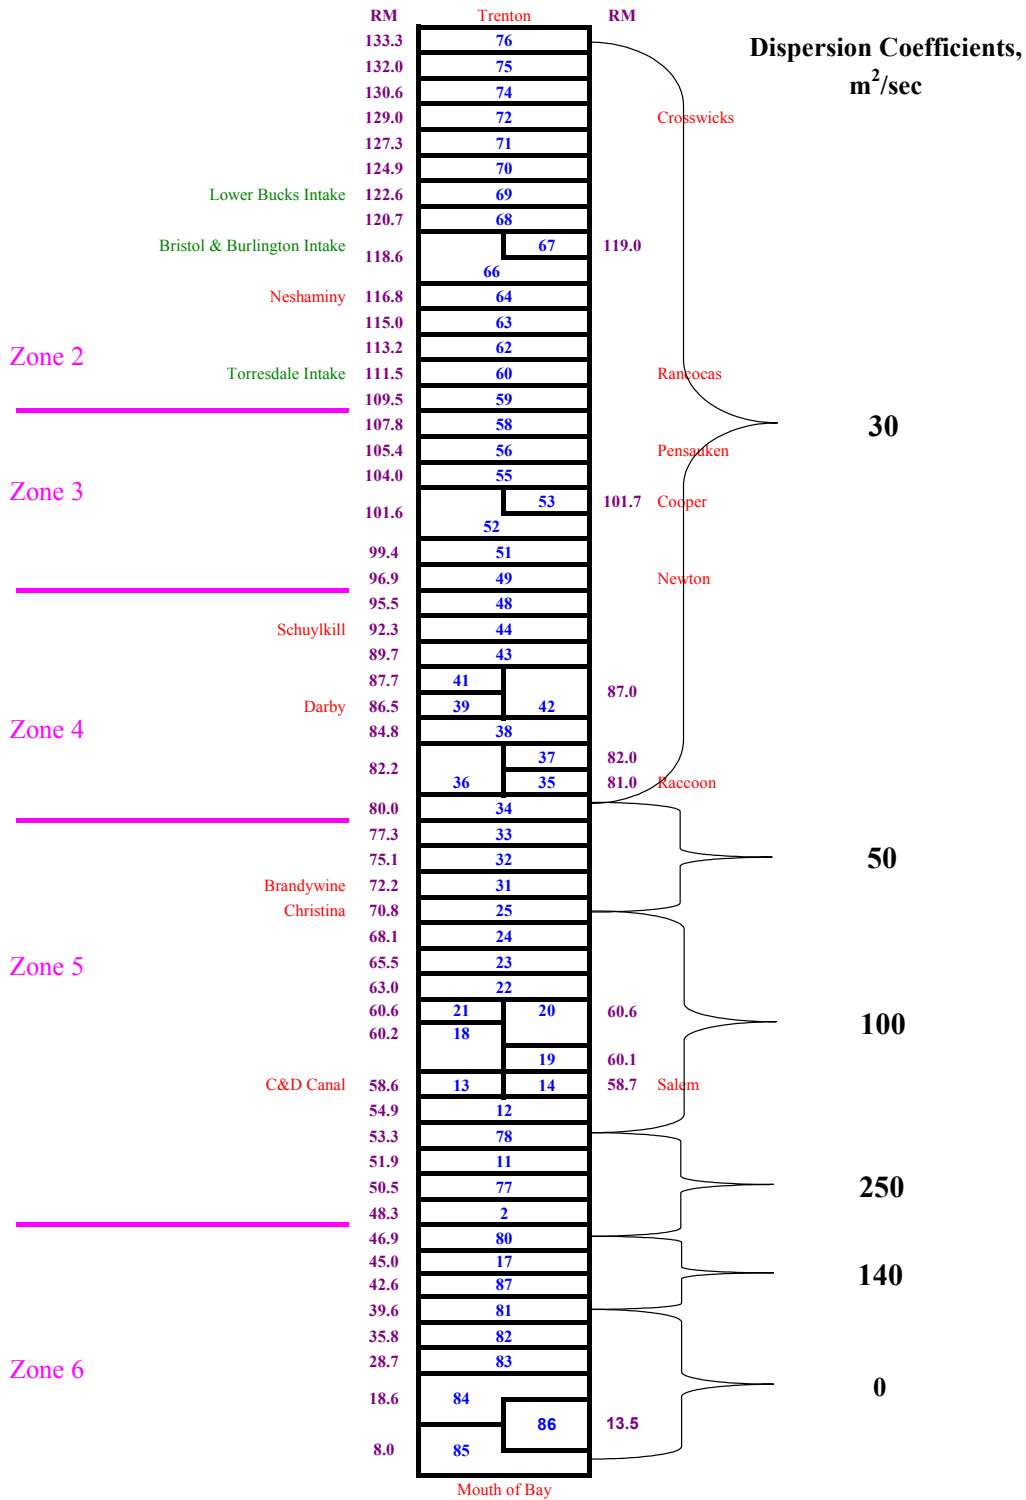 RM Trenton RM
133.3 76
Dispersion Coefficients,
m²/sec
132.0 75
130.6 74
129.0 72 Crosswicks
127.3 71
124.9 70
Lower Bucks Intake 122.6 69
120.7 68
Bristol & Burlington Intake 67 119.0
118.6
66
Neshaminy 116.8 64
115.0 63
113.2 62
Zone 2
Torresdale Intake 111.5 60 Rancocas
109.5 59
107.8 58
30
105.4 56 Pensauken
104.0 55
Zone 3
53 101.7 Cooper
101.6
52
99.4 51
96.9 49 Newton
95.5 48
Schuylkill 92.3 44
89.7 43
87.7 41
87.0
Darby 86.5 39 42
Zone 4
84.8 38
37 82.0
82.2
36 35 81.0 Raccoon
80.0 34
77.3 33
75.1 32
50
Brandywine 72.2 31
Christina 70.8 25
68.1 24
Zone 5
65.5 23
63.0 22
60.6 21 20 60.6
100
60.2 18
19 60.1
C&D Canal 58.6 13 14 58.7 Salem
54.9 12
53.3 78
51.9 11
50.5 77
250
48.3 2
46.9 80
45.0 17
140
42.6 87
39.6 81
35.8 82
28.7 83
Zone 6
0
18.6 84
86 13.5
8.0 85
Mouth of Bay